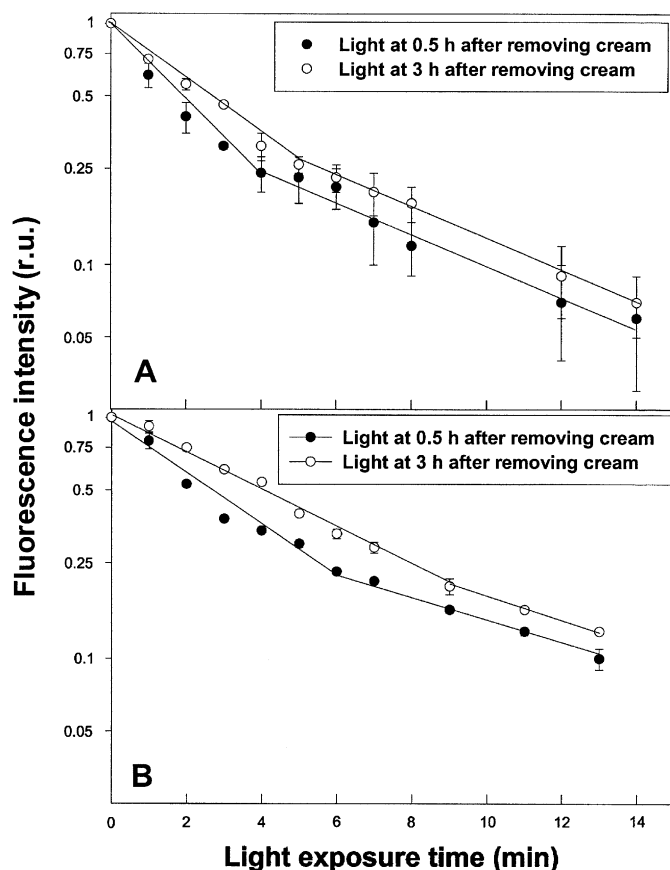 1
0.75
Light at 0.5 h after removing cream
Light at 3 h after removing cream
0.5
0.25
0.1
0.05
A
Fluorescence intensity (r.u.)
1
0.75
Light at 0.5 h after removing cream
Light at 3 h after removing cream
0.5
0.25
0.1
0.05
B
0 2 4 6 8 10 12 14
Light exposure time (min)